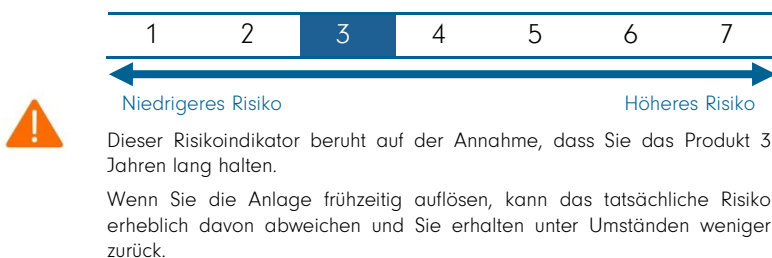 1 2 3 4 5 6 7
Niedrigeres Risiko Höheres Risiko
Dieser Risikoindikator beruht auf der Annahme, dass Sie das Produkt 3
Jahren lang halten.
Wenn Sie die Anlage frühzeitig auflösen, kann das tatsächliche Risiko
erheblich davon abweichen und Sie erhalten unter Umständen weniger
zurück.